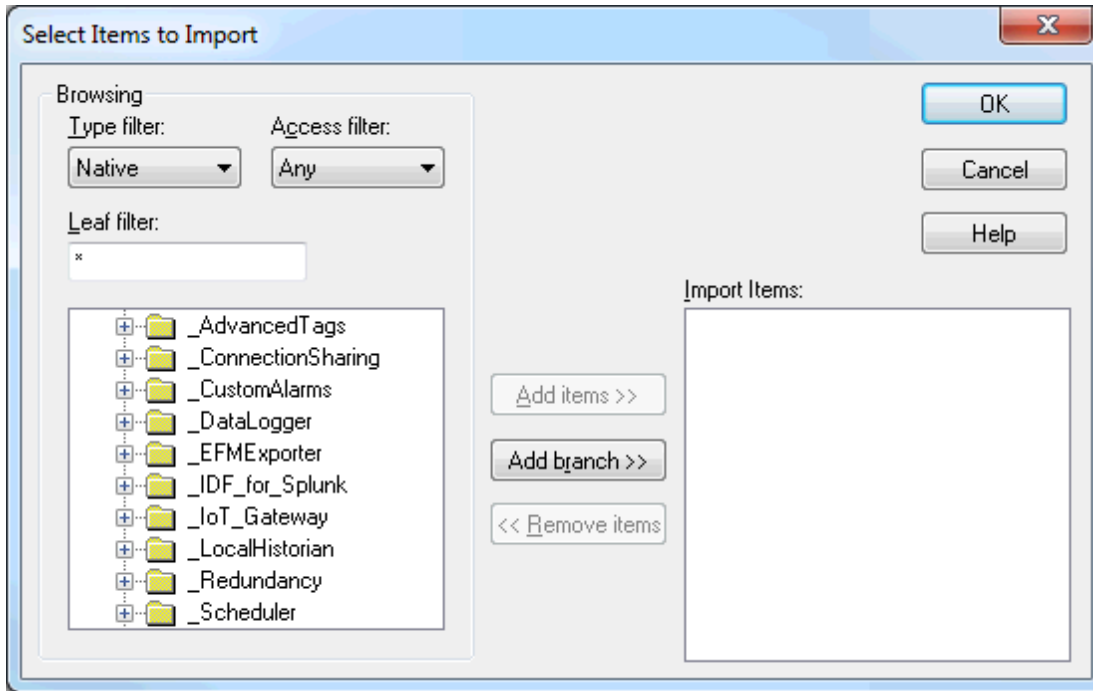 Select Items to Import
Browsing
Type filter:
Access filter:
Native
Any
Leaf filter:
*
_AdvancedTags
_ConnectionSharing
_CustomAlarms
_DataLogger
_EFMExporter
_IDF_for_Splunk
_IoT_Gateway
_LocalHistorian
_Redundancy
_Scheduler
Add items >>
Add branch >>
<< Remove items
OK
Cancel
Help
Import Items: